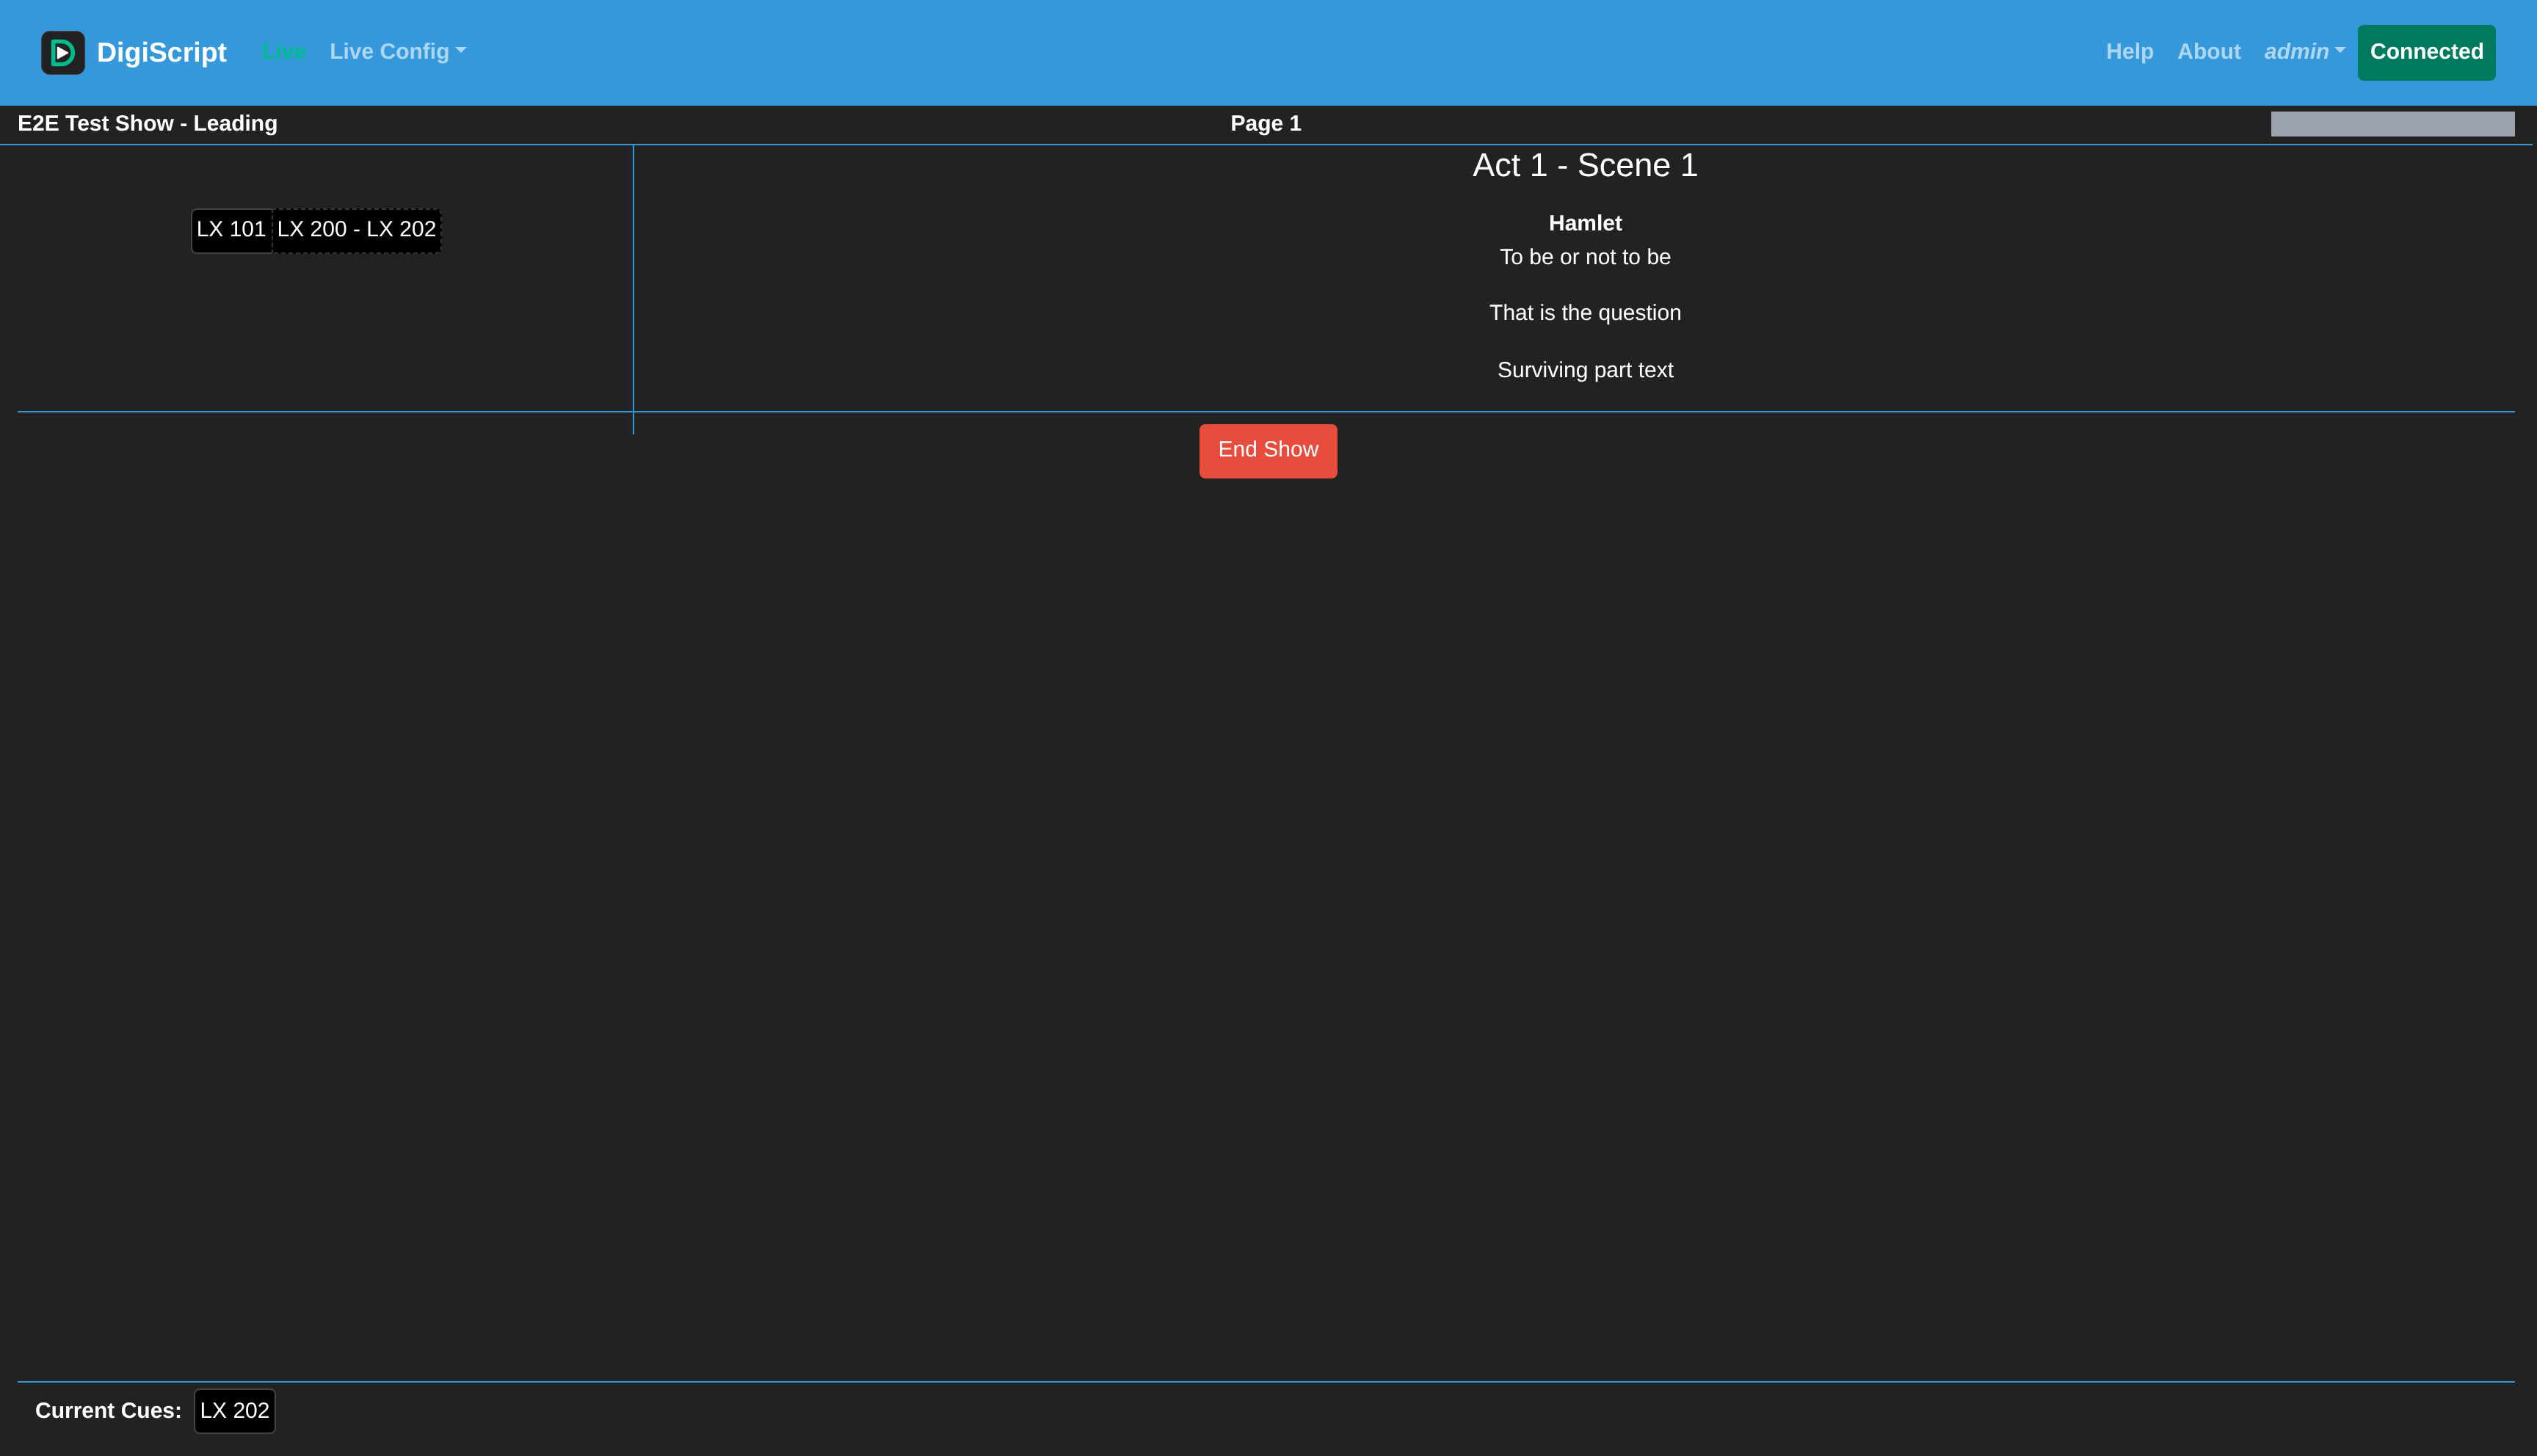 DigiScript Live Live Config Help About admin Connected
E2E Test Show - Leading Page 1
Act 1 - Scene 1
LX 101 LX 200 - LX 202 Hamlet
To be or not to be
That is the question
Surviving part text
End Show
Current Cues: LX 202